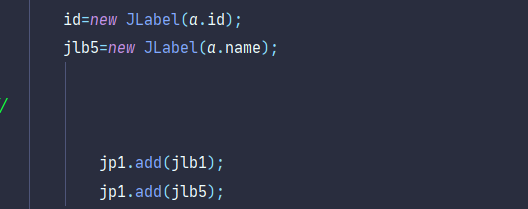 id=new JLabel(a.id);
jlb5=new JLabel(a.name);
/
jp1.add(jlb1);
jp1.add(jlb5);